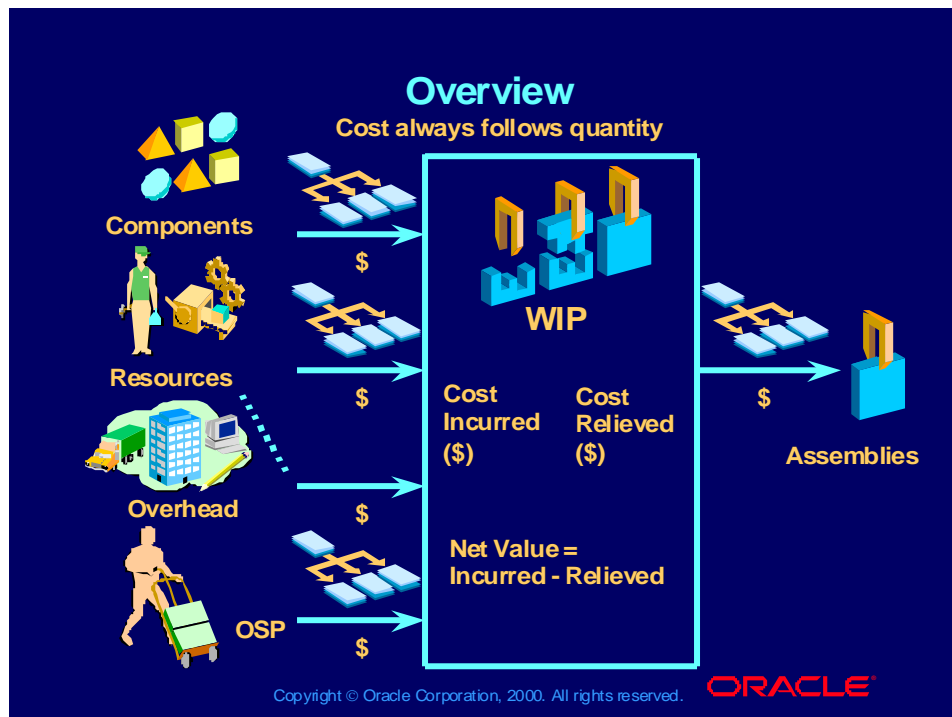 Overview
Cost always follows quantity
Components
$
WIP
Resources
$
Cost
Incurred
($)
Cost
Relieved
($)
$
Assemblies
Overhead
$
Net Value =
Incurred - Relieved
OSP
$
Copyright © Oracle Corporation, 2000. All rights reserved.
ORACLE®